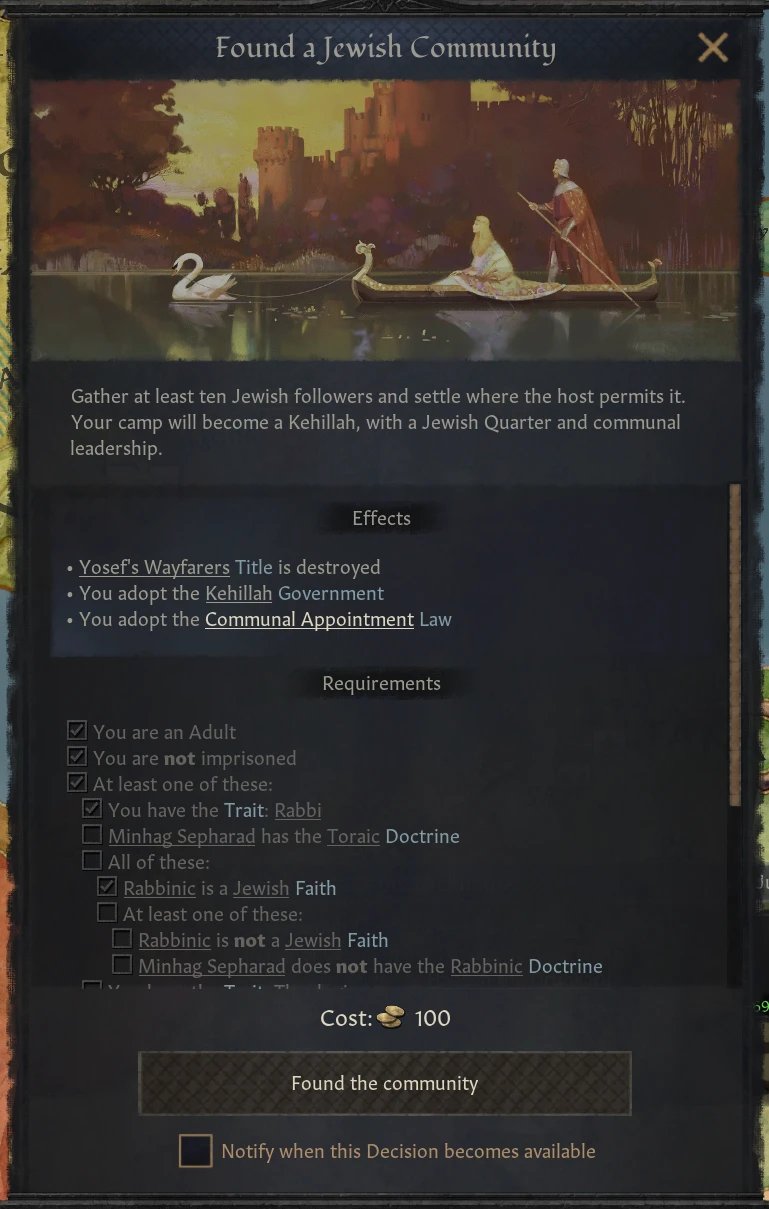 Found a Jewish Community
Gather at least ten Jewish followers and settle where the host permits it.
Your camp will become a Kehillah, with a Jewish Quarter and communal
leadership.
Effects
• Yosef's Wayfarers Title is destroyed
• You adopt the Kehillah Government
• You adopt the Communal Appointment Law
Requirements
You are an Adult
You are not imprisoned
At least one of these:
You have the Trait: Rabbi
Minhag Sepharad has the Toraic Doctrine
All of these:
Rabbinic is a Jewish Faith
At least one of these:
Rabbinic is not a Jewish Faith
Minhag Sepharad does not have the Rabbinic Doctrine
Cost: 100
Found the community
Notify when this Decision becomes available